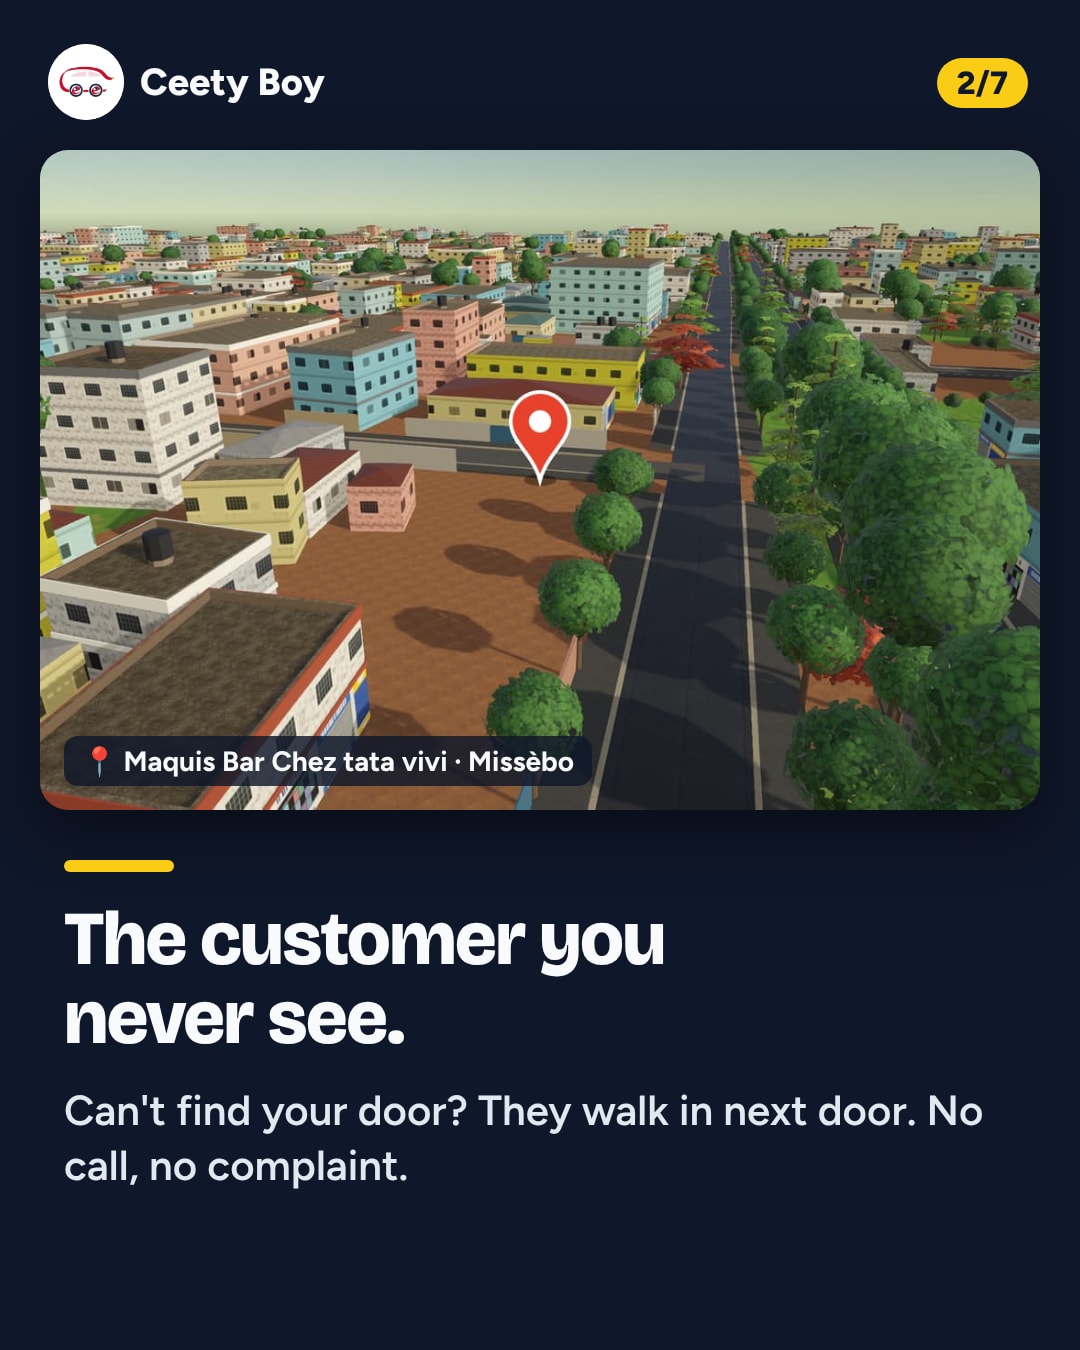 Ceety Boy
2/7
Maquis Bar Chez tata vivi · Missèbo
The customer you
never see.
Can't find your door? They walk in next door. No
call, no complaint.